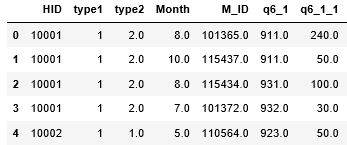 HID type1 type2 Month M_ID q6_1 q6_1_1
0 10001 1 2.0 8.0 101365.0 911.0 240.0
1 10001 1 2.0 10.0 115437.0 911.0 50.0
2 10001 1 2.0 8.0 115434.0 931.0 100.0
3 10001 1 2.0 7.0 101372.0 932.0 30.0
4 10002 1 1.0 5.0 110564.0 923.0 50.0